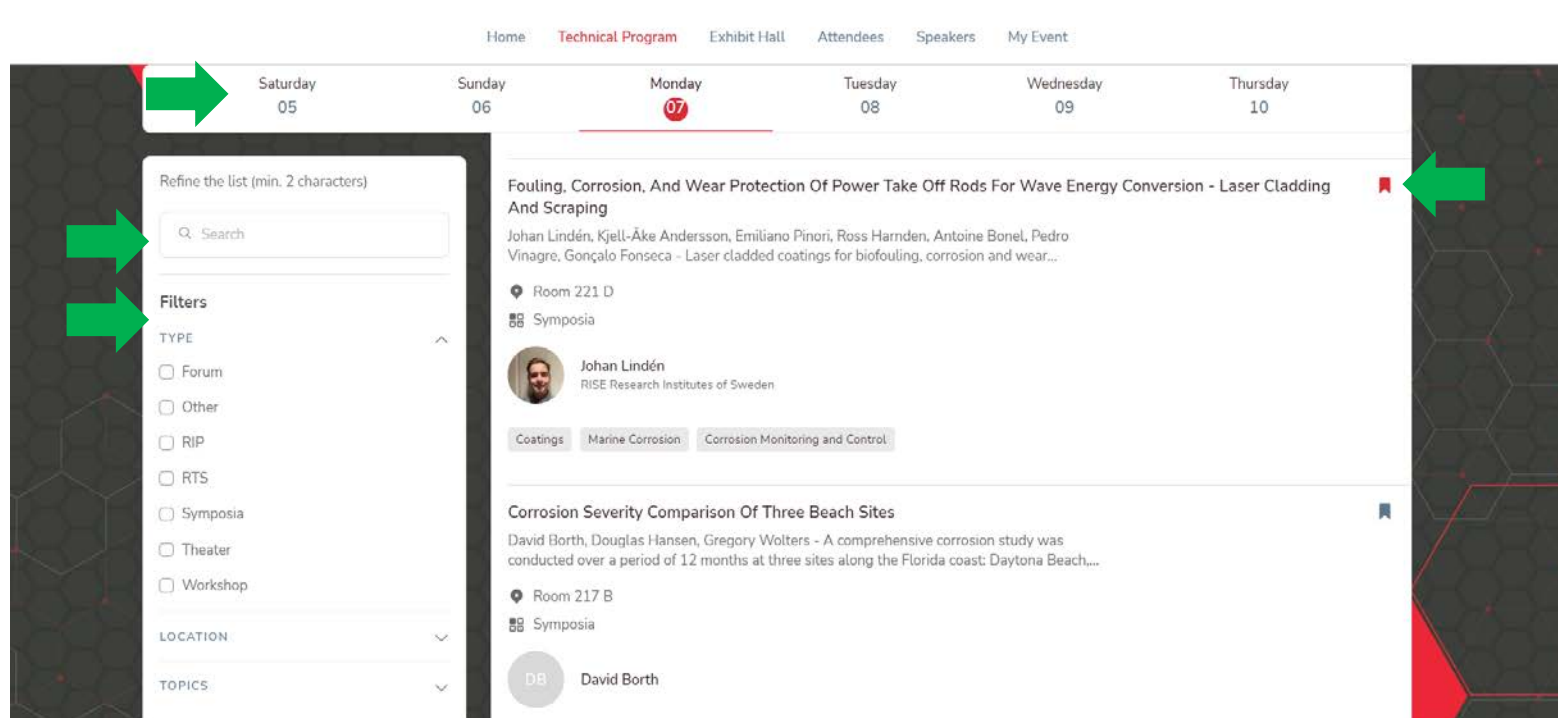 Home Technical Program Exhibit Hall Attendees Speakers My Event
Saturday Sunday Monday Tuesday Wednesday Thursday
05 06 07 08 09 10
Refine the list (min. 2 characters)
Search
Filters
TYPE
Forum
Other
RIP
RTS
Symposia
Theater
Workshop
LOCATION
TOPICS
Fouling, Corrosion, And Wear Protection Of Power Take Off Rods For Wave Energy Conversion - Laser Cladding
And Scraping
Johan Lindén, Kjell-Åke Andersson, Emiliano Pinori, Ross Harnden, Antoine Bonel, Pedro
Vinagre, Gonçalo Fonseca - Laser cladded coatings for biofouling, corrosion and wear...
Room 221 D
Symposia
Johan Lindén
RISE Research Institutes of Sweden
Coatings Marine Corrosion Corrosion Monitoring and Control
Corrosion Severity Comparison Of Three Beach Sites
David Borth, Douglas Hansen, Gregory Wolters - A comprehensive corrosion study was
conducted over a period of 12 months at three sites along the Florida coast: Daytona Beach,...
Room 217 B
Symposia
DB
David Borth